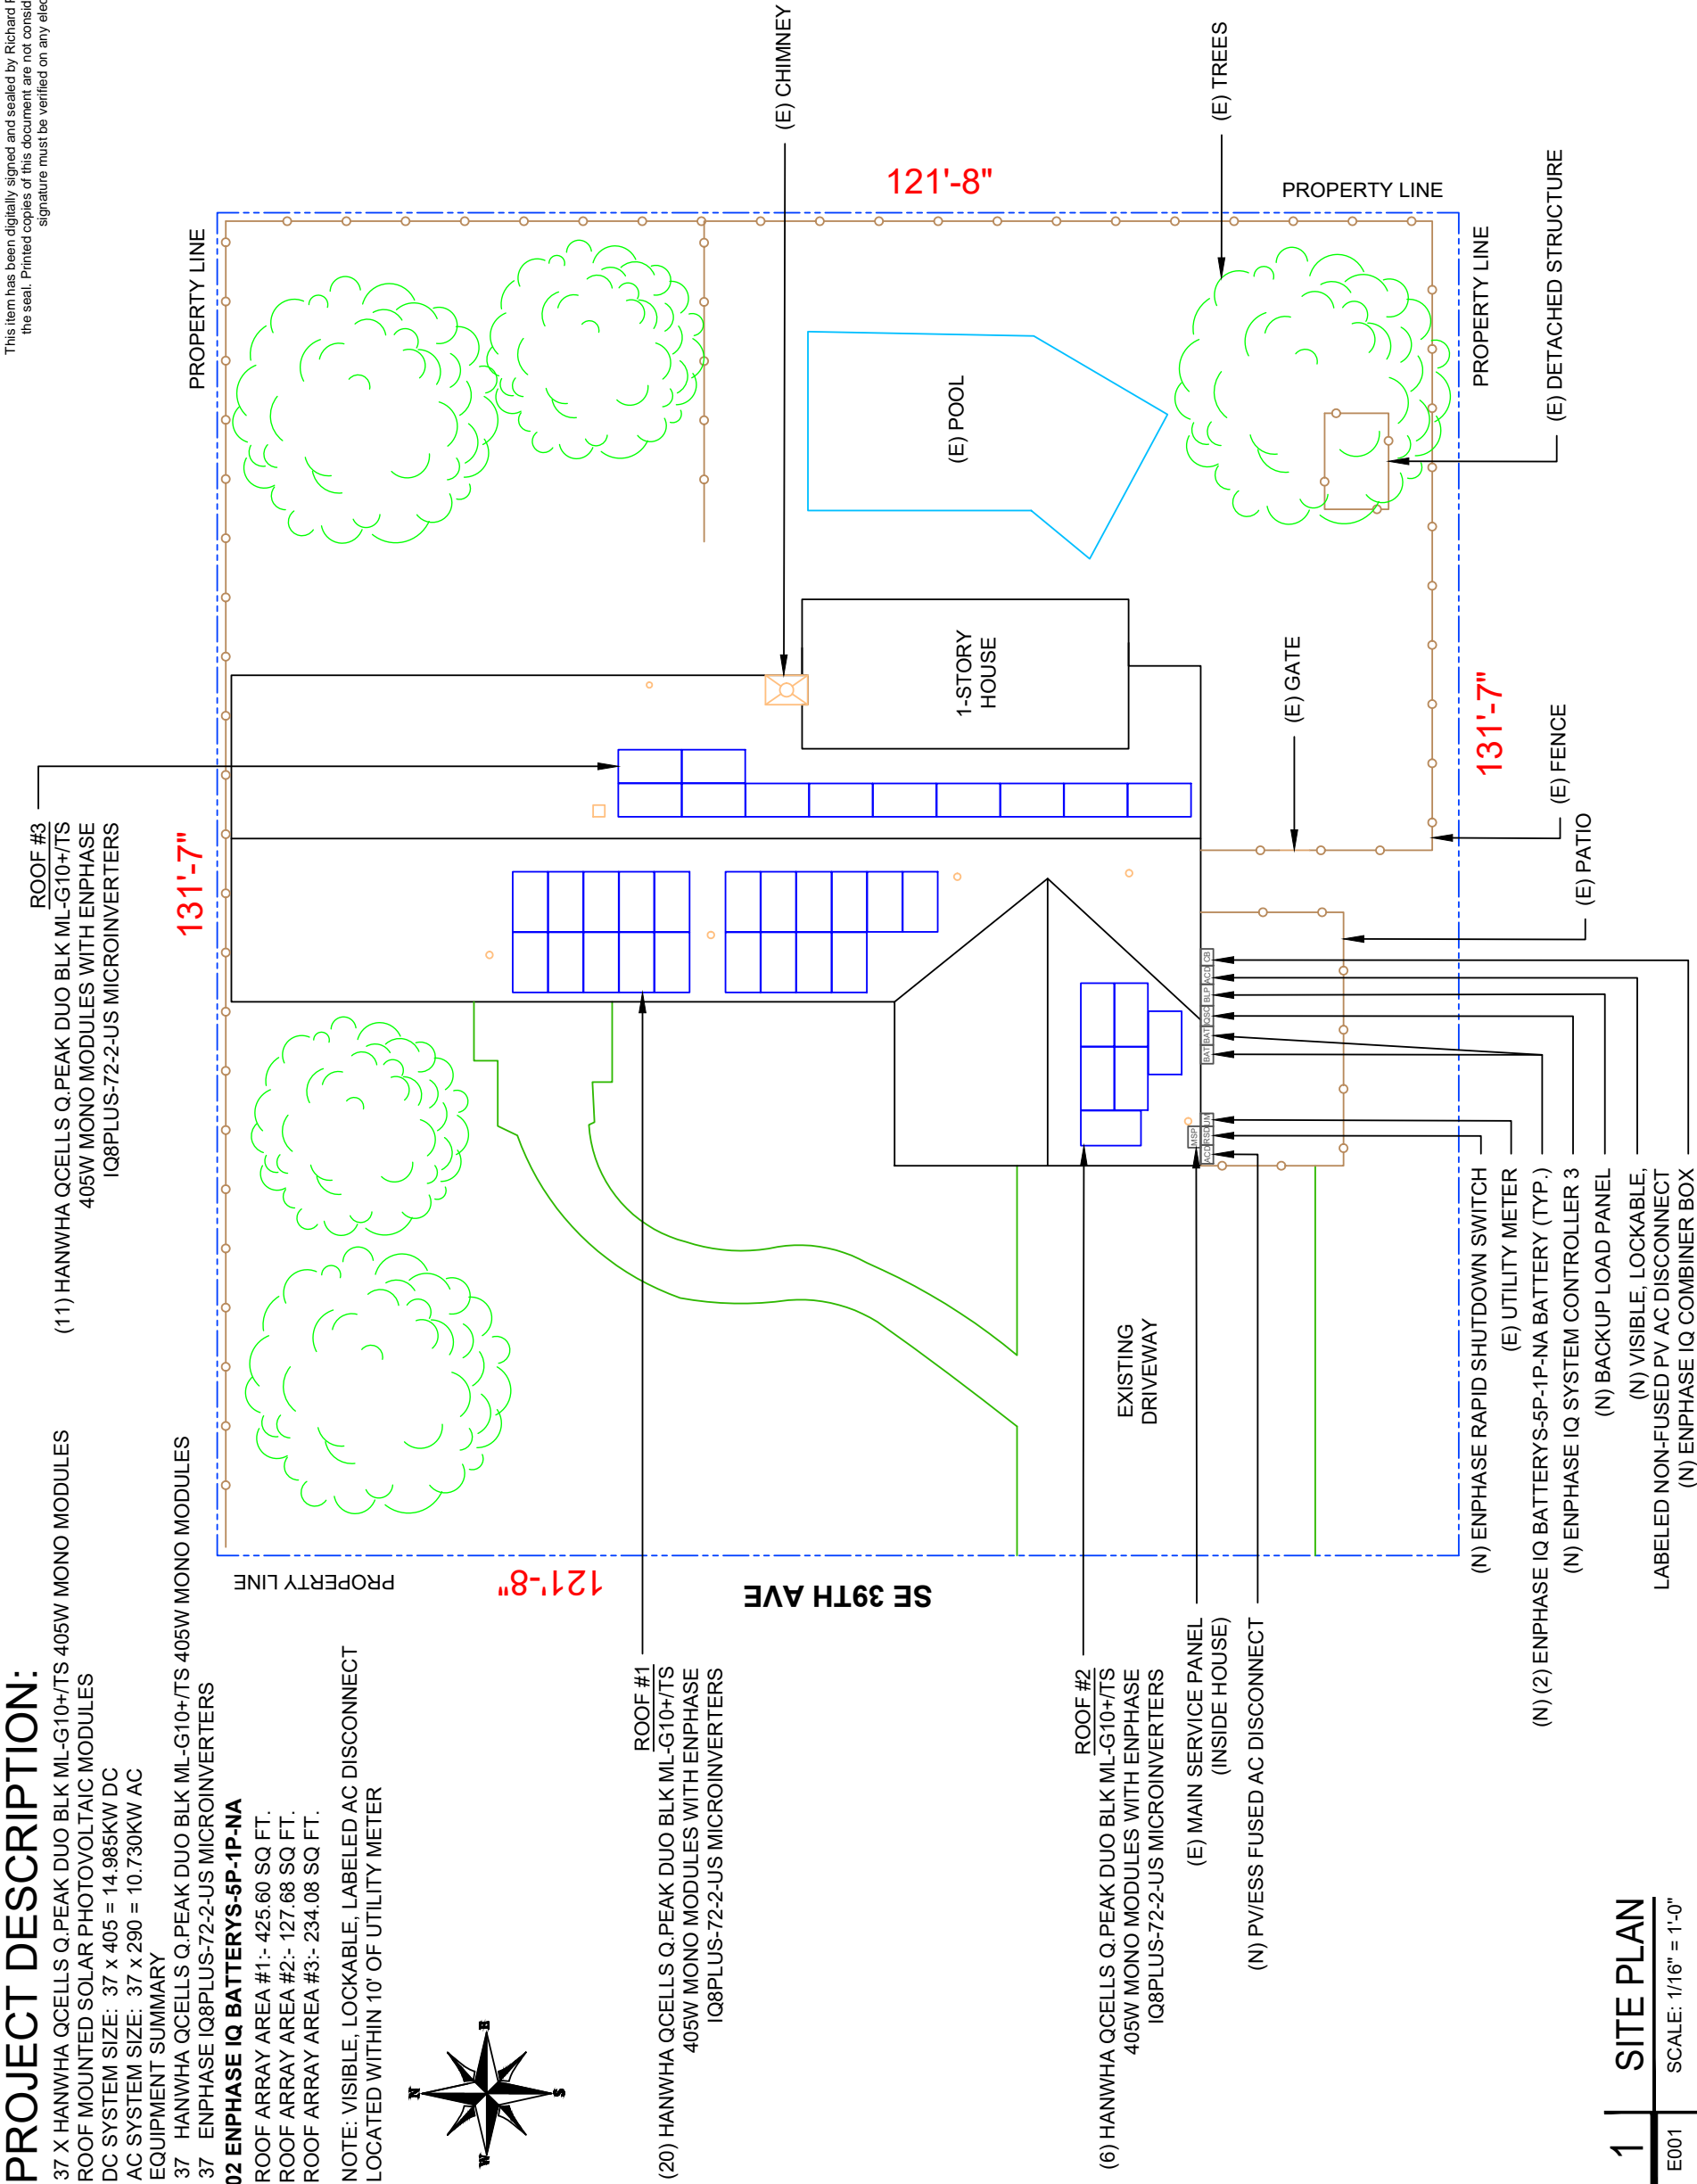 This item has been digitally signed and sealed by Richard
the seal. Printed copies of this document are not
signature must be verified on any
PROJECT DESCRIPTION:
37 X HANWHA QCELLS Q.PEAK DUO BLK ML-G10+/TS 405W MONO MODULES
ROOF MOUNTED SOLAR PHOTOVOLTAIC MODULES
DC SYSTEM SIZE: 37 x 405 = 14.985KW DC
AC SYSTEM SIZE: 37 x 290 = 10.730KW AC
EQUIPMENT SUMMARY
37 HANWHA QCELLS Q.PEAK DUO BLK ML-G10+/TS 405W MONO MODULES
37 ENPHASE IQ8PLUS-72-2-US MICROINVERTERS
02 ENPHASE IQ BATTERYS-5P-1P-NA
ROOF ARRAY AREA #1:- 425.60 SQ FT.
ROOF ARRAY AREA #2:- 127.68 SQ FT.
ROOF ARRAY AREA #3:- 234.08 SQ FT.
NOTE: VISIBLE, LOCKABLE, LABELED AC DISCONNECT
LOCATED WITHIN 10' OF UTILITY METER
N
E
S
W
ROOF #3
(11) HANWHA QCELLS Q.PEAK DUO BLK ML-G10+/TS
405W MONO MODULES WITH ENPHASE
IQ8PLUS-72-2-US MICROINVERTERS
131'-7"
PROPERTY LINE
PROPERTY LINE
121'-8"
SE 39TH AVE
ROOF #1
(20) HANWHA QCELLS Q.PEAK DUO BLK ML-G10+/TS
405W MONO MODULES WITH ENPHASE
IQ8PLUS-72-2-US MICROINVERTERS
ROOF #2
(6) HANWHA QCELLS Q.PEAK DUO BLK ML-G10+/TS
405W MONO MODULES WITH ENPHASE
IQ8PLUS-72-2-US MICROINVERTERS
(E) MAIN SERVICE PANEL
(INSIDE HOUSE)
(N) PV/ESS FUSED AC DISCONNECT
(E) CHIMNEY
121'-8"
PROPERTY LINE
(E) TREES
(E) POOL
1-STORY
HOUSE
EXISTING
DRIVEWAY
(E) GATE
PROPERTY LINE
131'-7"
(E) DETACHED STRUCTURE
(E) FENCE
(E) PATIO
ACD
RSD
UM
MSP
BAT
BAT
IQSC
BLP
ACD
CB
(N) ENPHASE RAPID SHUTDOWN SWITCH
(E) UTILITY METER
(N) (2) ENPHASE IQ BATTERYS-5P-1P-NA BATTERY (TYP.)
(N) ENPHASE IQ SYSTEM CONTROLLER 3
(N) BACKUP LOAD PANEL
(N) VISIBLE, LOCKABLE,
LABELED NON-FUSED PV AC DISCONNECT
(N) ENPHASE IQ COMBINER BOX
1
E001
SITE PLAN
SCALE: 1/16" = 1'-0"